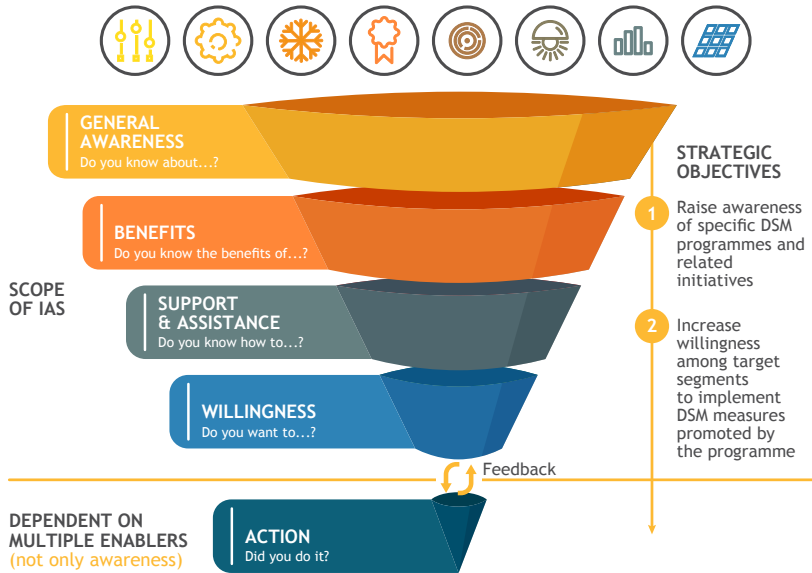 GENERAL
AWARENESS
Do you know about...?
BENEFITS
Do you know the benefits of...?
SCOPE
OF IAS
SUPPORT
& ASSISTANCE
Do you know how to...?
WILLINGNESS
Do you want to...?
STRATEGIC
OBJECTIVES
1
Raise awareness
of specific DSM
programmes and
related
initiatives
2
Increase
willingness
among target
segments
to implement
DSM measures
promoted by
the programme
Feedback
DEPENDENT ON
MULTIPLE ENABLERS
(not only awareness)
ACTION
Did you do it?